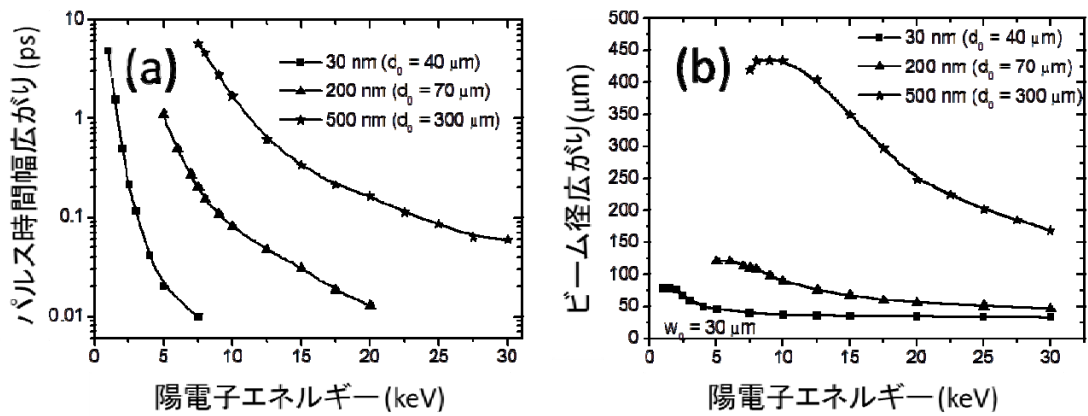 パルス時間幅広がり (ps)
10
1
0.1
0.01
(a)
30 nm (d₀ = 40 μm)
200 nm (d₀ = 70 μm)
500 nm (d₀ = 300 μm)
0 5 10 15 20 25 30
陽電子エネルギー (keV)
ビーム径広がり(μm)
500
450
400
350
300
250
200
150
100
50
0
(b)
30 nm (d₀ = 40 μm)
200 nm (d₀ = 70 μm)
500 nm (d₀ = 300 μm)
w₀ = 30 μm
0 5 10 15 20 25 30
陽電子エネルギー (keV)